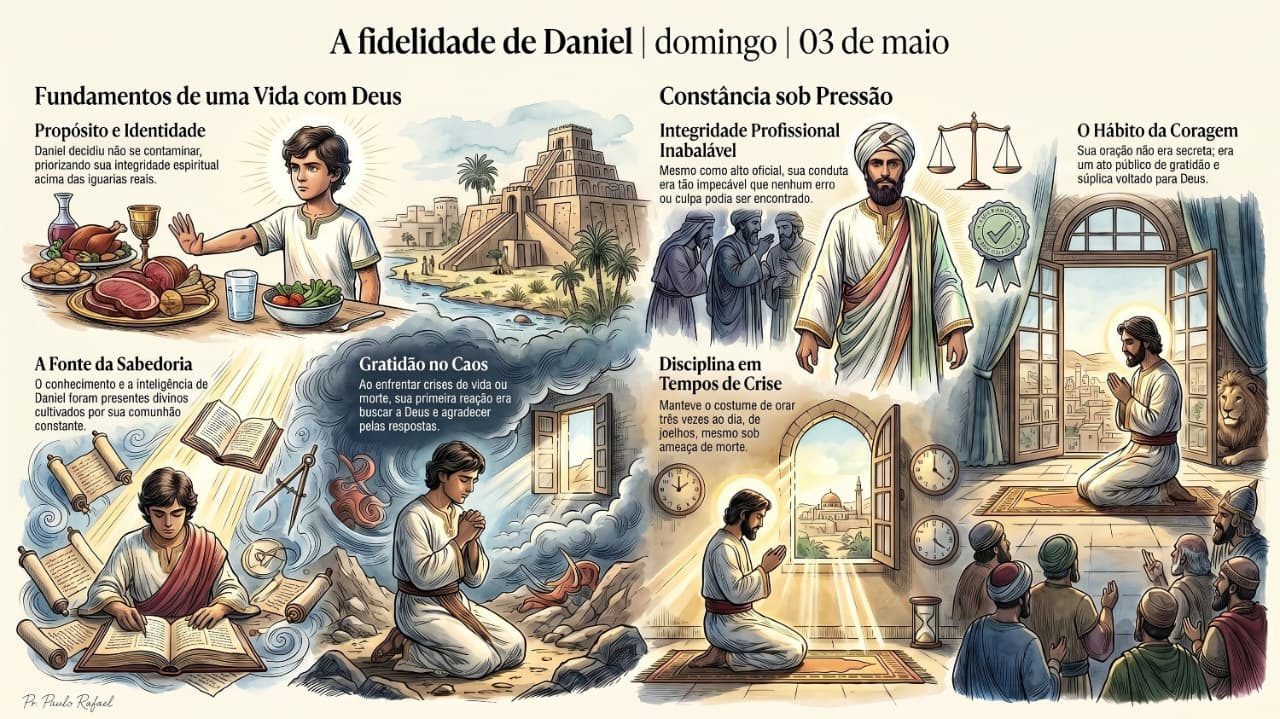 A fidelidade de Daniel | domingo | 03 de maio
Fundamentos de uma Vida com Deus
Propósito e Identidade
Daniel decidiu não se contaminar,
priorizando sua integridade espiritual
acima das iguarias reais.
A Fonte da Sabedoria
O conhecimento e a inteligência de
Daniel foram presentes divinos
cultivados por sua comunhão
constante.
Gratidão no Caos
Ao enfrentar crises de vida ou
morte, sua primeira reação era
buscar a Deus e agradecer
pelas respostas.
Constância sob Pressão
Integridade Profissional
Inabalável
Mesmo como alto oficial, sua conduta
era tão impecável que nenhum erro
ou culpa podia ser encontrado.
O Hábito da Coragem
Sua oração não era secreta; era
um ato público de gratidão e
súplica voltado para Deus.
Disciplina em
Tempos de Crise
Manteve o costume de orar
três vezes ao dia, de
joelhos, mesmo sob
ameaça de morte.
Pr. Paulo Rafael